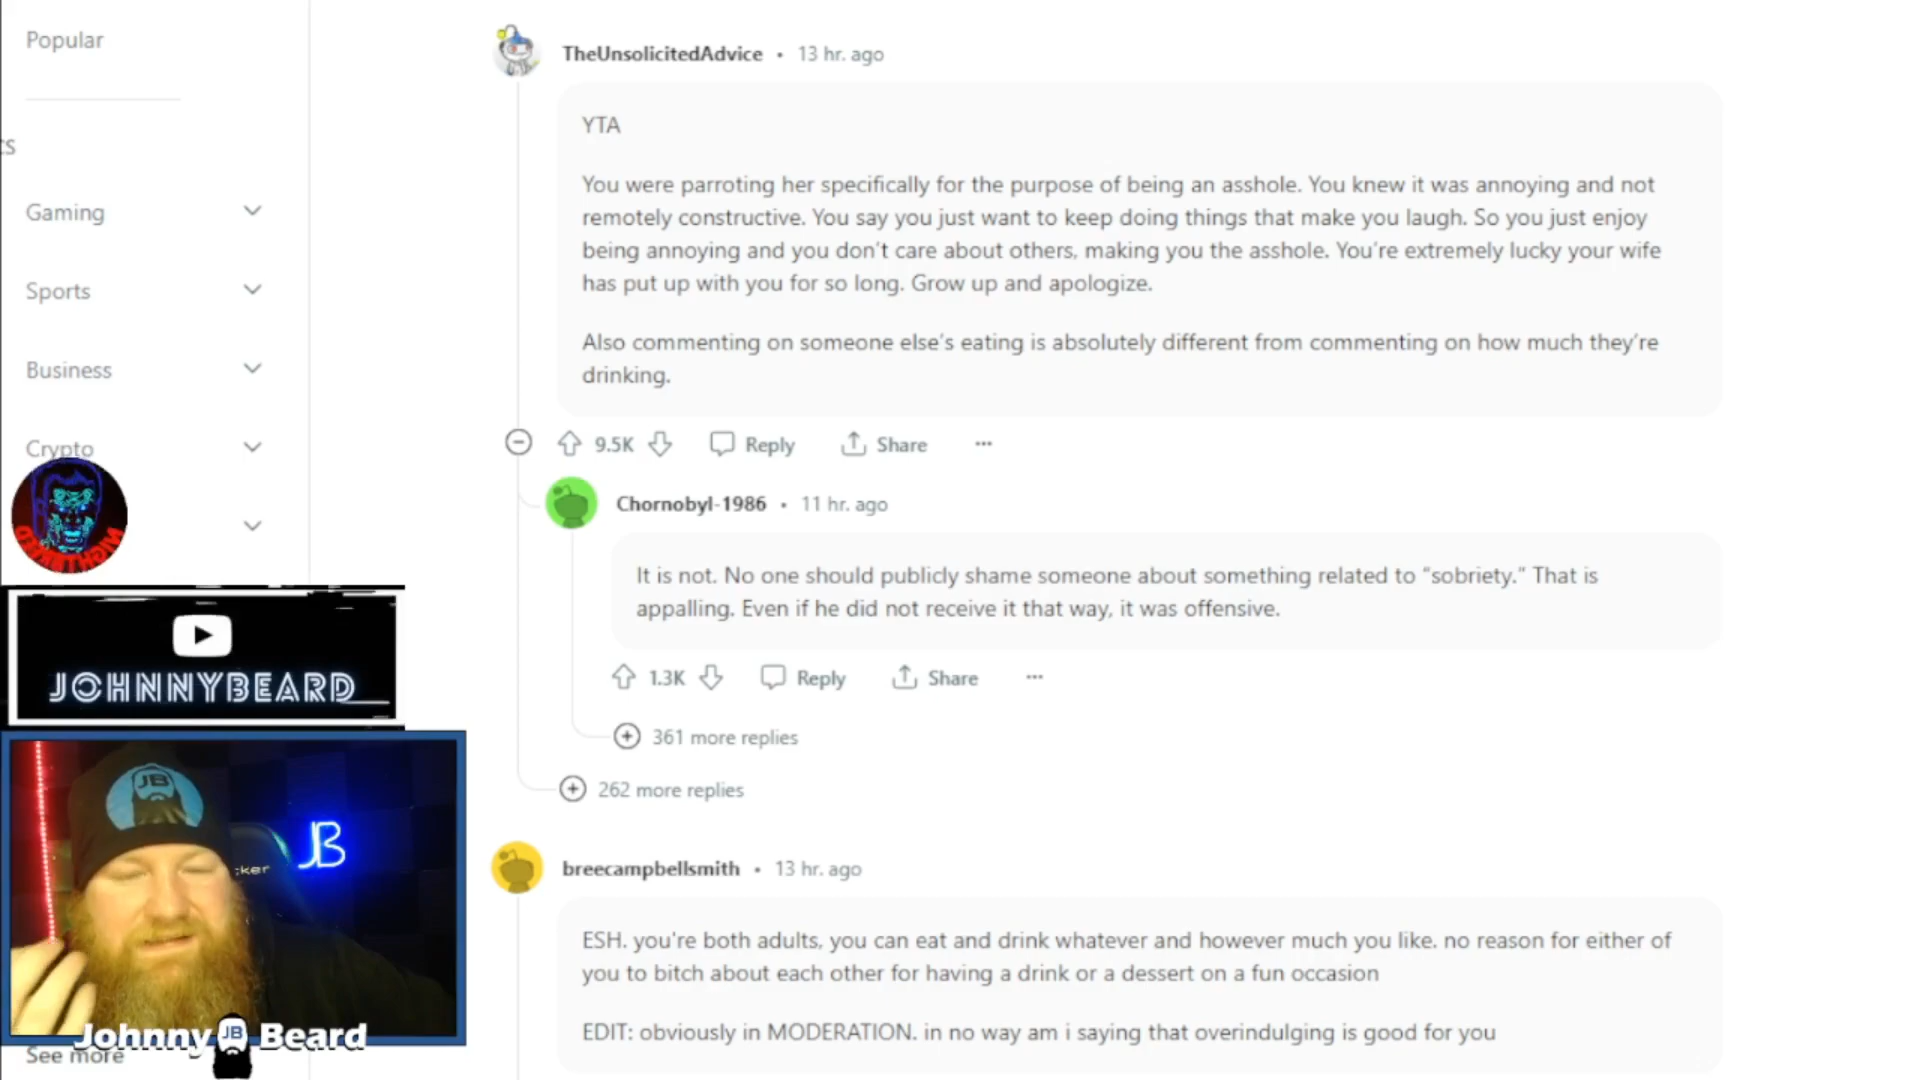 Popular
cs
Gaming
Sports
Business
Crypto
TheUnsolicitedAdvice • 13 hr. ago
YTA
You were parroting her specifically for the purpose of being an asshole. You knew it was annoying and not
remotely constructive. You say you just want to keep doing things that make you laugh. So you just enjoy
being annoying and you don't care about others, making you the asshole. You're extremely lucky your wife
has put up with you for so long. Grow up and apologize.
Also commenting on someone else's eating is absolutely different from commenting on how much they're
drinking.
9.5K Reply Share ...
Chornobyl-1986 • 11 hr. ago
It is not. No one should publicly shame someone about something related to "sobriety." That is
appalling. Even if he did not receive it that way, it was offensive.
1.3K Reply Share ...
361 more replies
262 more replies
breecampbellsmith • 13 hr. ago
ESH. you're both adults, you can eat and drink whatever and however much you like. no reason for either of
you to bitch about each other for having a drink or a dessert on a fun occasion
EDIT: obviously in MODERATION. in no way am i saying that overindulging is good for you
JOHNNYBEARD
JB
JB
cker
Johnny JB Beard
See more